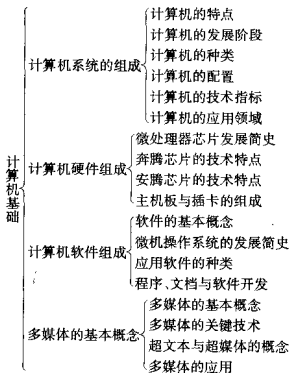 计算机基础
计算机系统的组成
计算机的特点
计算机的发展阶段
计算机的种类
计算机的配置
计算机的技术指标
计算机的应用领域
计算机硬件组成
微处理器芯片发展简史
奔腾芯片的技术特点
安腾芯片的技术特点
主机板与插卡的组成
计算机软件组成
软件的基本概念
微机操作系统的发展简史
应用软件的种类
程序、文档与软件开发
多媒体的基本概念
多媒体的基本概念
多媒体的关键技术
超文本与超媒体的概念
多媒体的应用